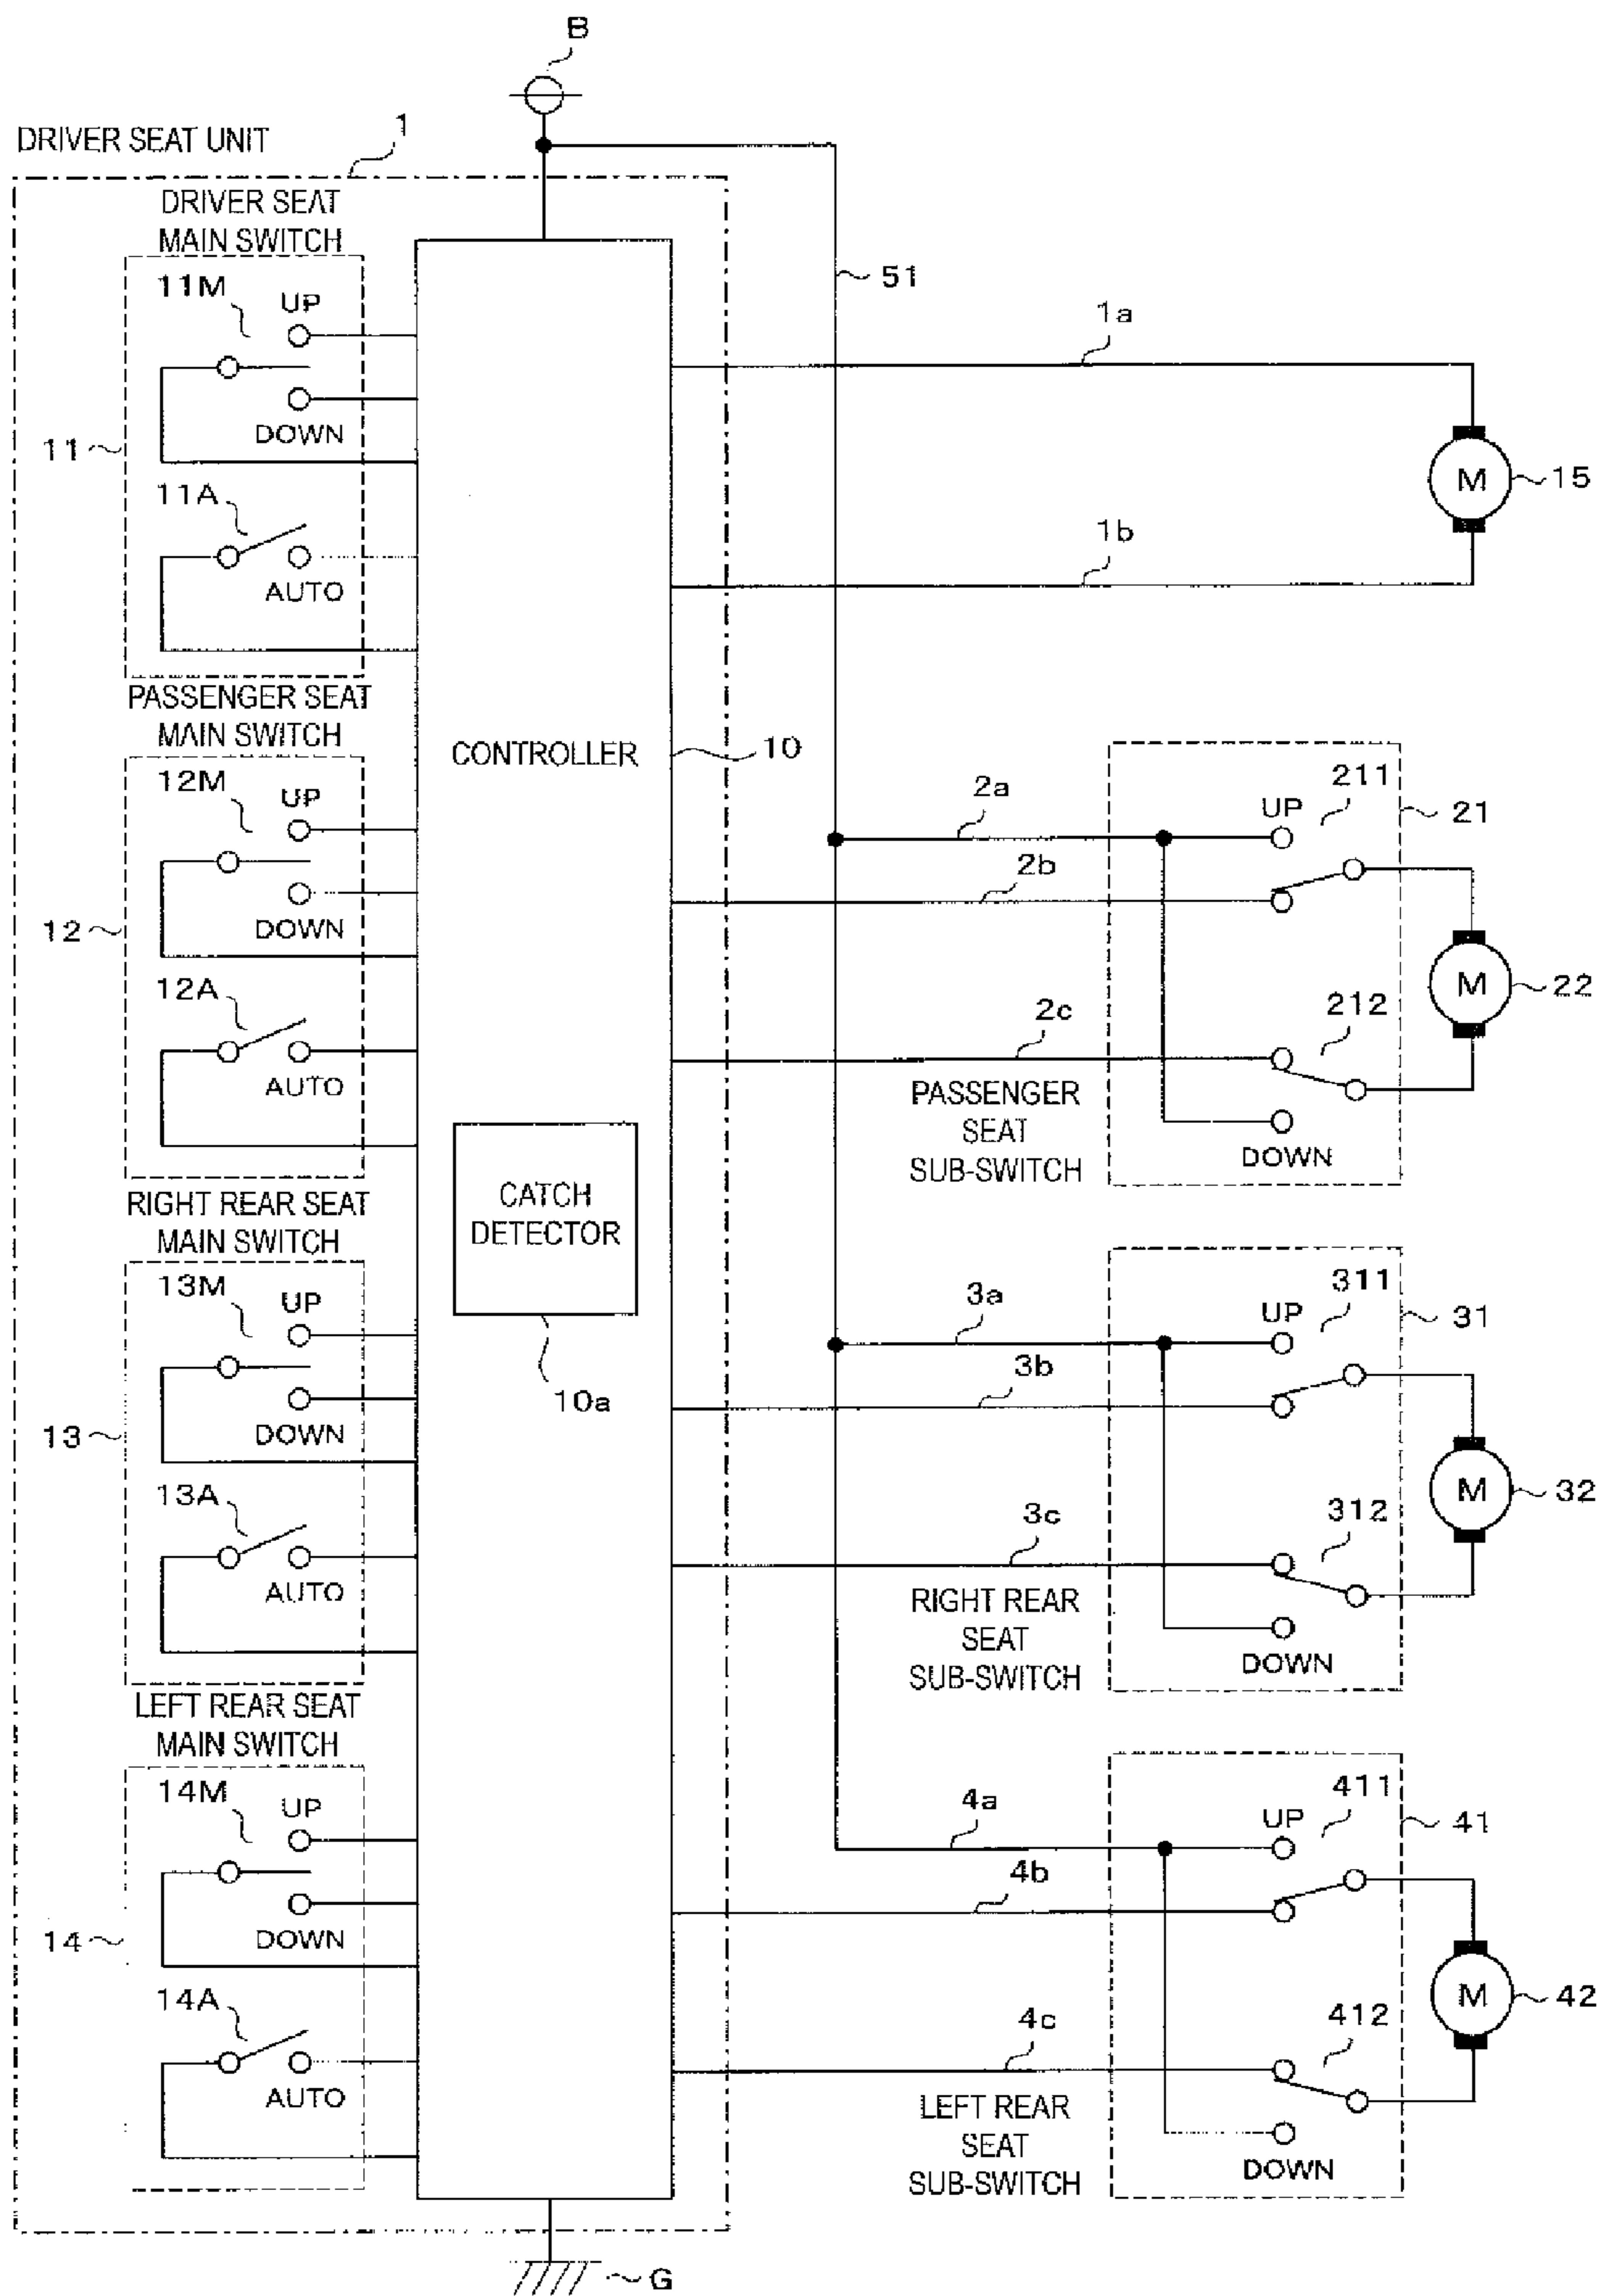 B
DRIVER SEAT UNIT
1
DRIVER SEAT
MAIN SWITCH
11M
UP
DOWN
11
11A
AUTO
51
1a
M
15
1b
PASSENGER SEAT
MAIN SWITCH
12M
UP
DOWN
12
12A
AUTO
CONTROLLER
10
2a
2b
2c
UP
211
21
M
22
212
DOWN
PASSENGER
SEAT
SUB-SWITCH
CATCH
DETECTOR
10a
RIGHT REAR SEAT
MAIN SWITCH
13M
UP
DOWN
13
13A
AUTO
3a
3b
3c
UP
311
31
M
32
312
DOWN
RIGHT REAR
SEAT
SUB-SWITCH
LEFT REAR SEAT
MAIN SWITCH
14M
UP
DOWN
14
14A
AUTO
4a
4b
4c
UP
411
41
M
42
412
DOWN
LEFT REAR
SEAT
SUB-SWITCH
G